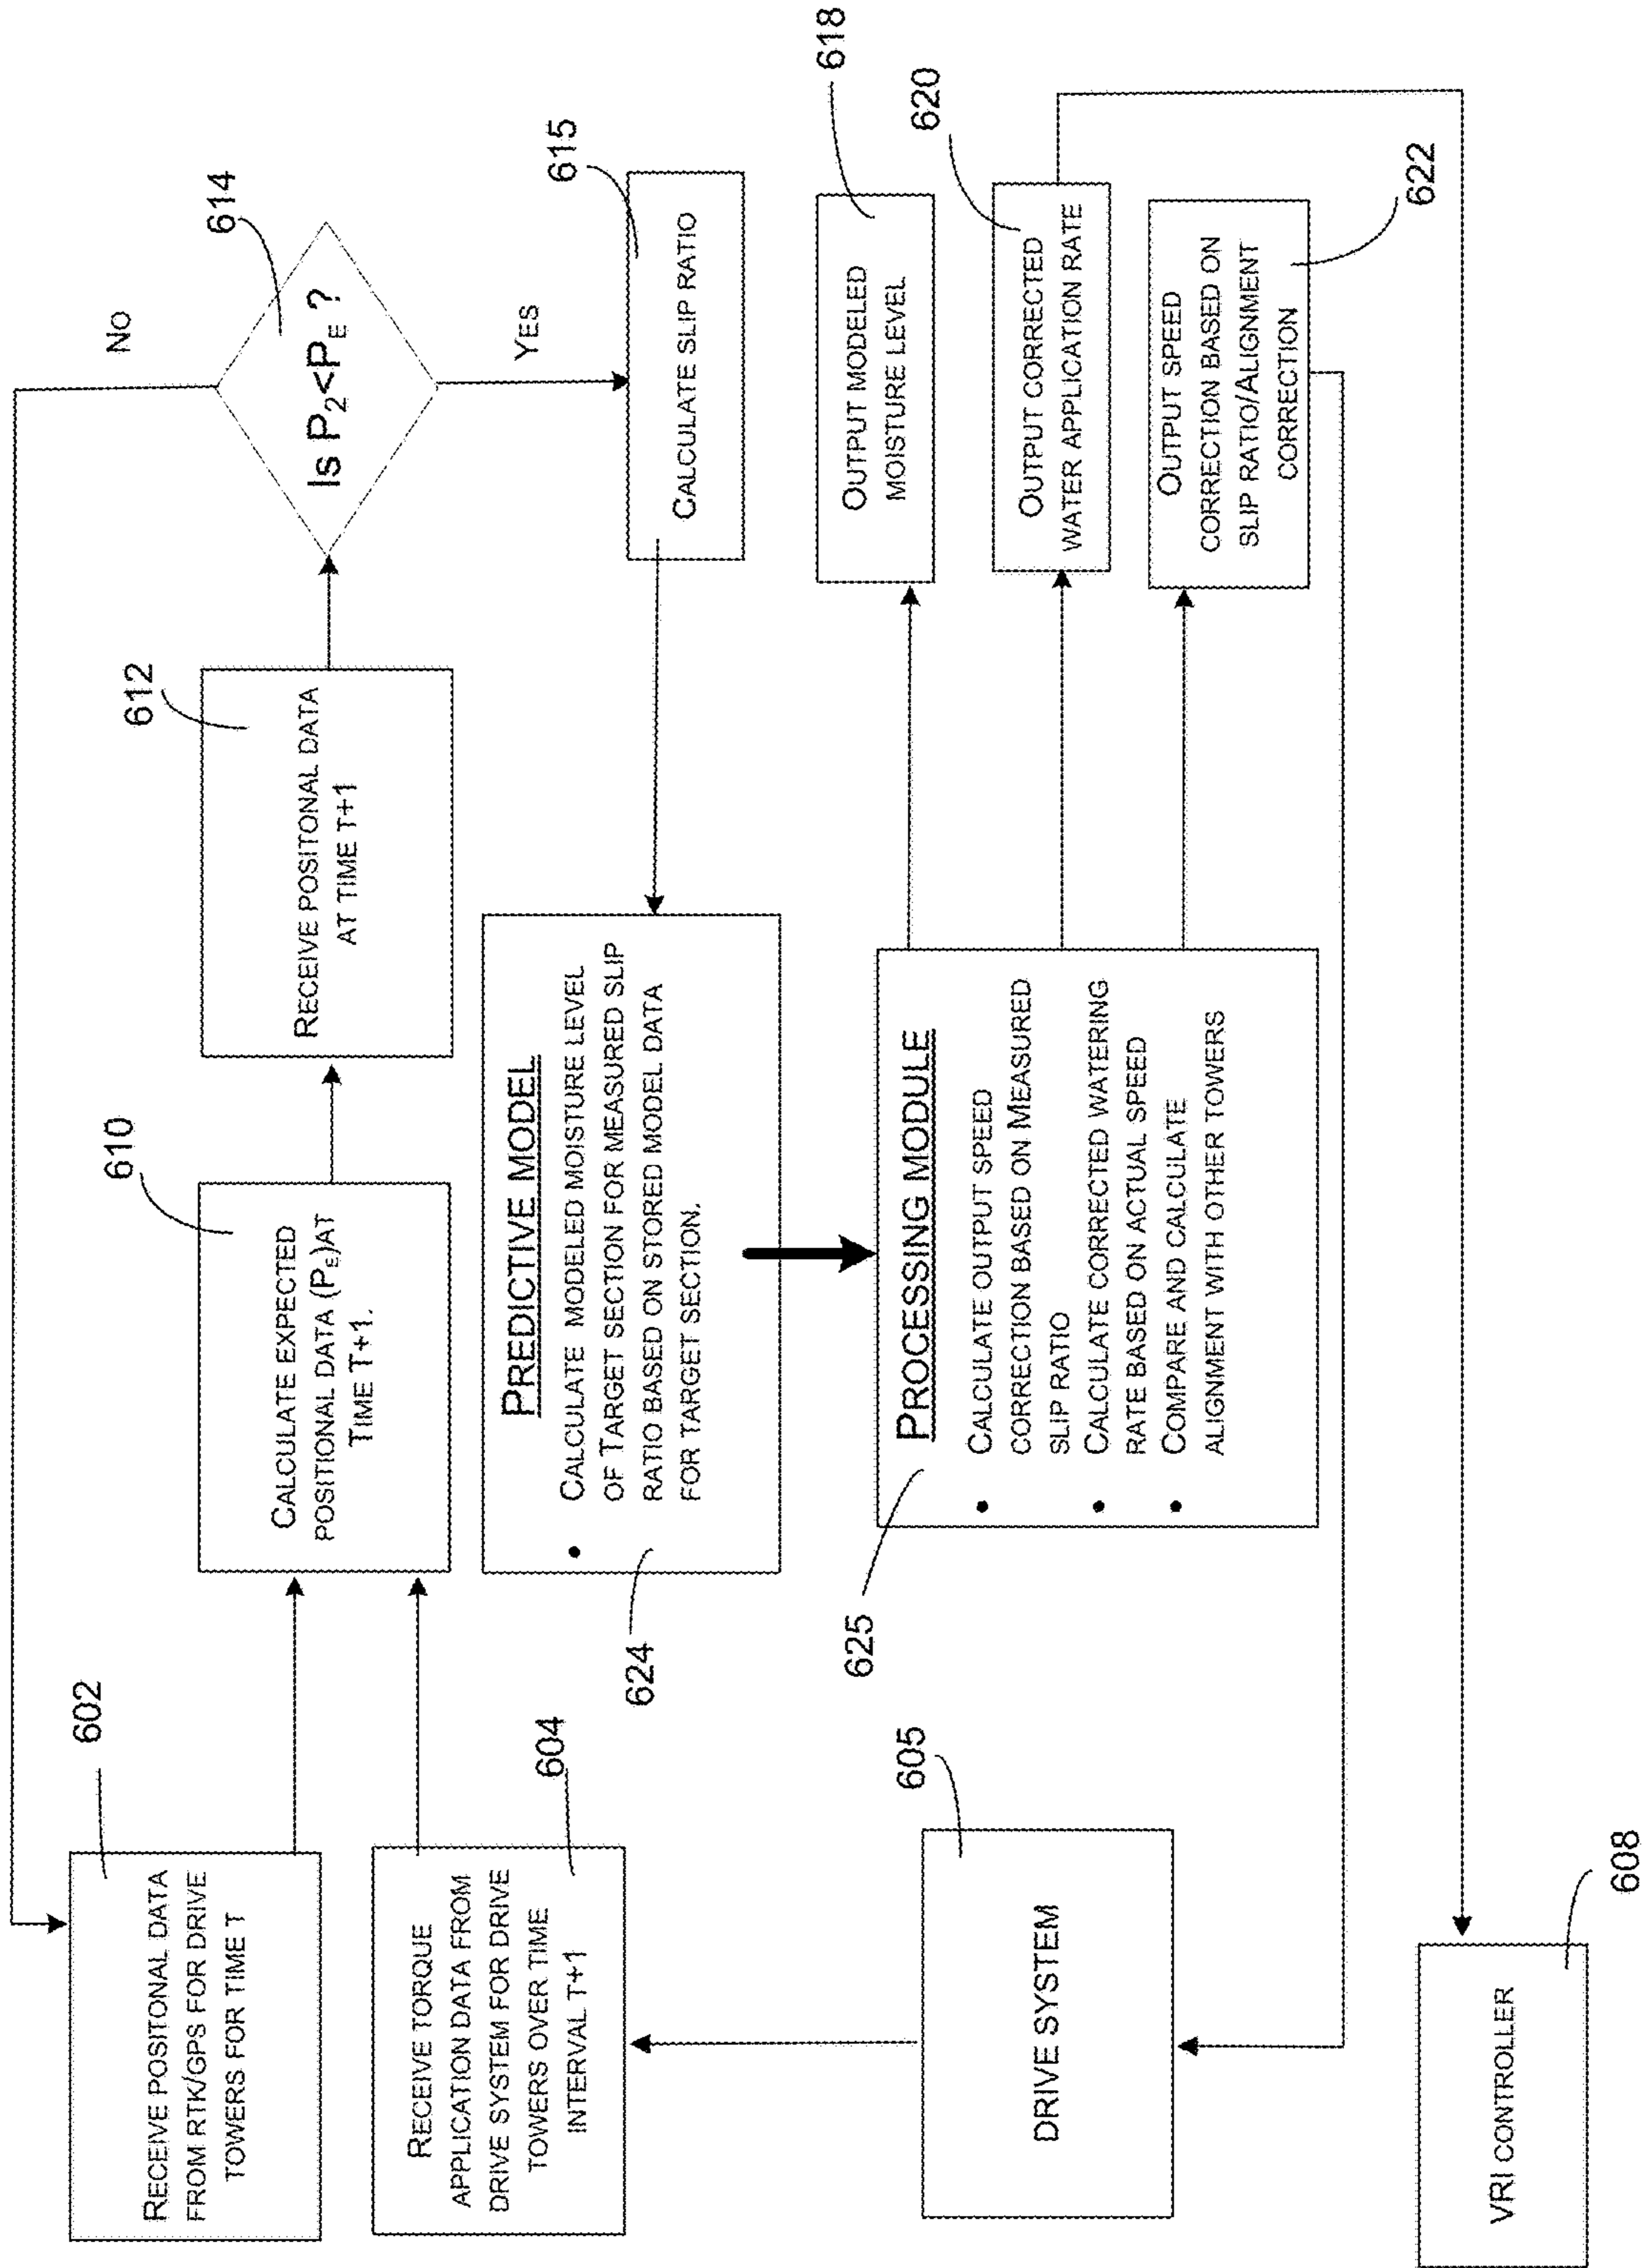 602
RECEIVE POSITONAL DATA
FROM RTK/GPS FOR DRIVE
TOWERS FOR TIME T
604
RECEIVE TORQUE
APPLICATION DATA FROM
DRIVE SYSTEM FOR DRIVE
TOWERS OVER TIME
INTERVAL T+1
605
DRIVE SYSTEM
VRI CONTROLLER
608
610
CALCULATE EXPECTED
POSITIONAL DATA (PE)AT
TIME T+1.
612
RECEIVE POSITONAL DATA
AT TIME T+1
614
IS P2<PE ?
NO
YES
615
CALCULATE SLIP RATIO
PREDICTIVE MODEL
• CALCULATE MODELED MOISTURE LEVEL
OF TARGET SECTION FOR MEASURED SLIP
RATIO BASED ON STORED MODEL DATA
FOR TARGET SECTION.
624
PROCESSING MODULE
• CALCULATE OUTPUT SPEED
CORRECTION BASED ON MEASURED
SLIP RATIO
• CALCULATE CORRECTED WATERING
RATE BASED ON ACTUAL SPEED
• COMPARE AND CALCULATE
ALIGNMENT WITH OTHER TOWERS
625
618
OUTPUT MODELED
MOISTURE LEVEL
620
OUTPUT CORRECTED
WATER APPLICATION RATE
OUTPUT SPEED
CORRECTION BASED ON
SLIP RATIO/ALIGNMENT
CORRECTION
622